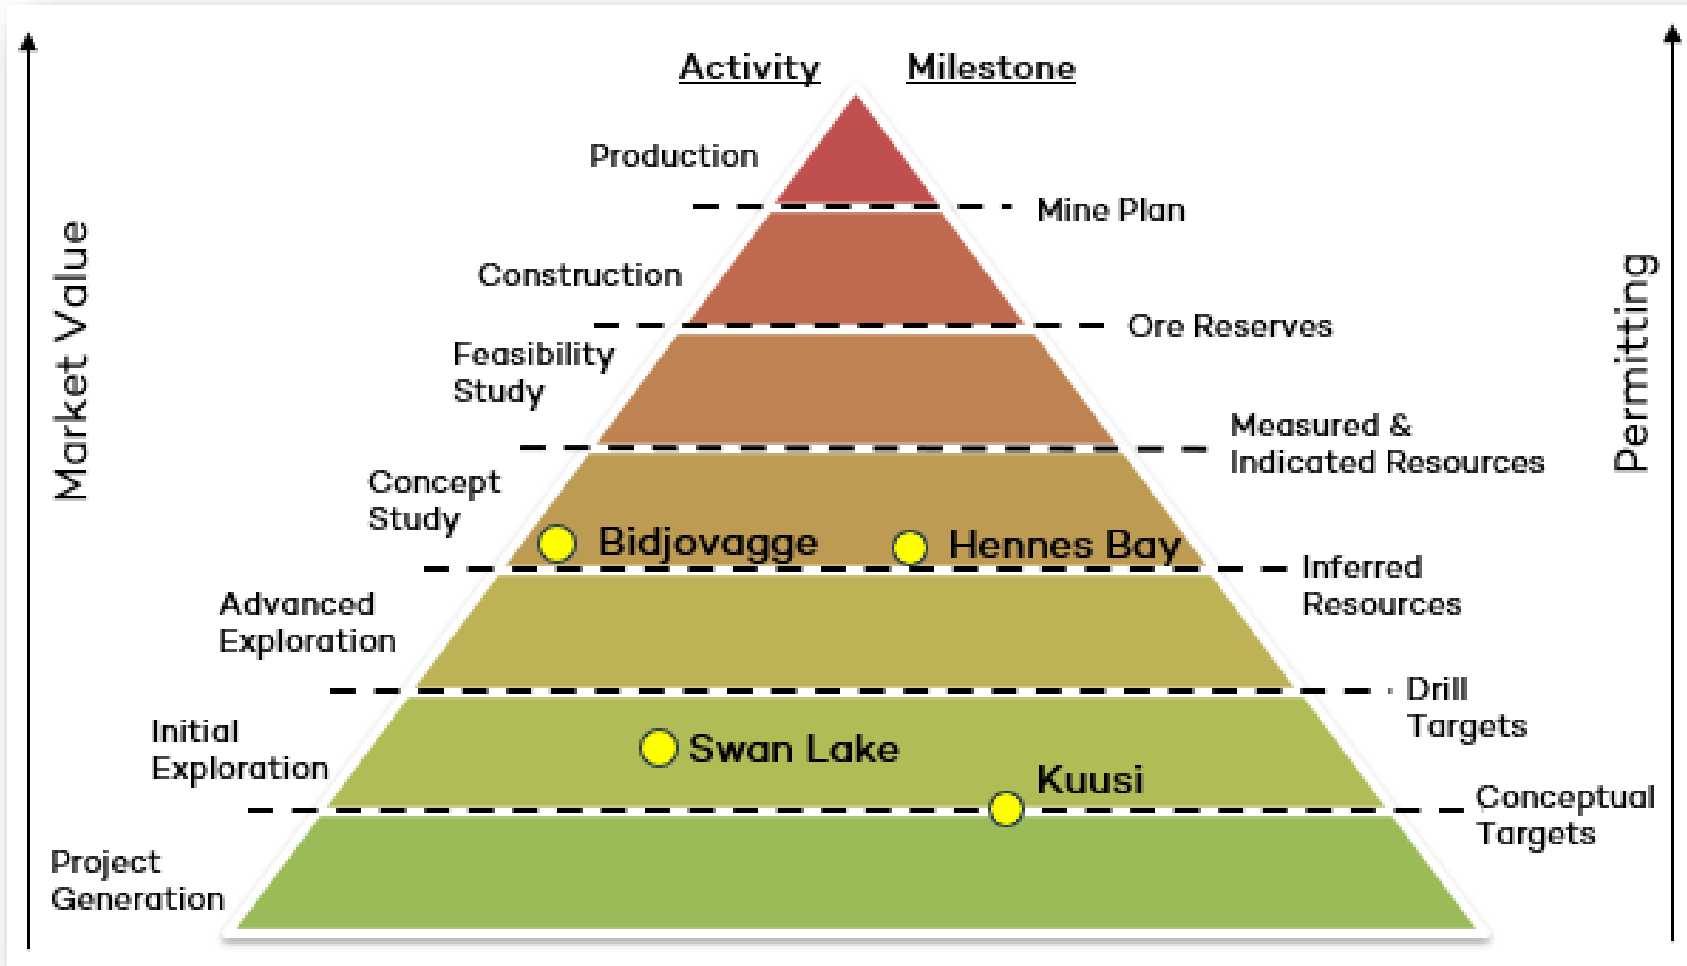 Activity
Milestone
Production
Mine Plan
Construction
Ore Reserves
Feasibility
Study
Measured &
Indicated Resources
Concept
Study
Bidjovagge
Hennes Bay
Inferred
Resources
Advanced
Exploration
Drill
Targets
Initial
Exploration
Swan Lake
Kuusi
Conceptual
Targets
Project
Generation
Market Value
Permitting